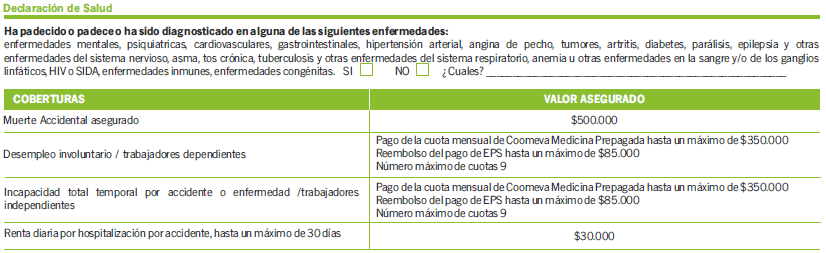 Declaración de Salud
Ha padecido o padece o ha sido diagnosticado en alguna de las siguientes enfermedades:
enfermedades mentales, psiquiatricas, cardiovasculares, gastrointestinales, hipertensión arterial, angina de pecho, tumores, artritis, diabetes, parálisis, epilepsia y otras
enfermedades del sistema nervioso, asma, tos crónica, tuberculosis y otras enfermedades del sistema respiratorio, anemia u otras enfermedades en la sangre y/o de los ganglios
linfáticos, HIV o SIDA, enfermedades inmunes, enfermedades congénitas. SI NO ¿Cuales?
COBERTURAS VALOR ASEGURADO
Muerte Accidental asegurado $500.000
Desempleo involuntario / trabajadores dependientes
Pago de la cuota mensual de Coomeva Medicina Prepagada hasta un máximo de $350.000
Reembolso del pago de EPS hasta un máximo de $85.000
Número máximo de cuotas 9
Incapacidad total temporal por accidente o enfermedad /trabajadores
independientes
Pago de la cuota mensual de Coomeva Medicina Prepagada hasta un máximo de $350.000
Reembolso del pago de EPS hasta un máximo de $85.000
Número máximo de cuotas 9
Renta diaria por hospitalización por accidente, hasta un máximo de 30 días $30.000